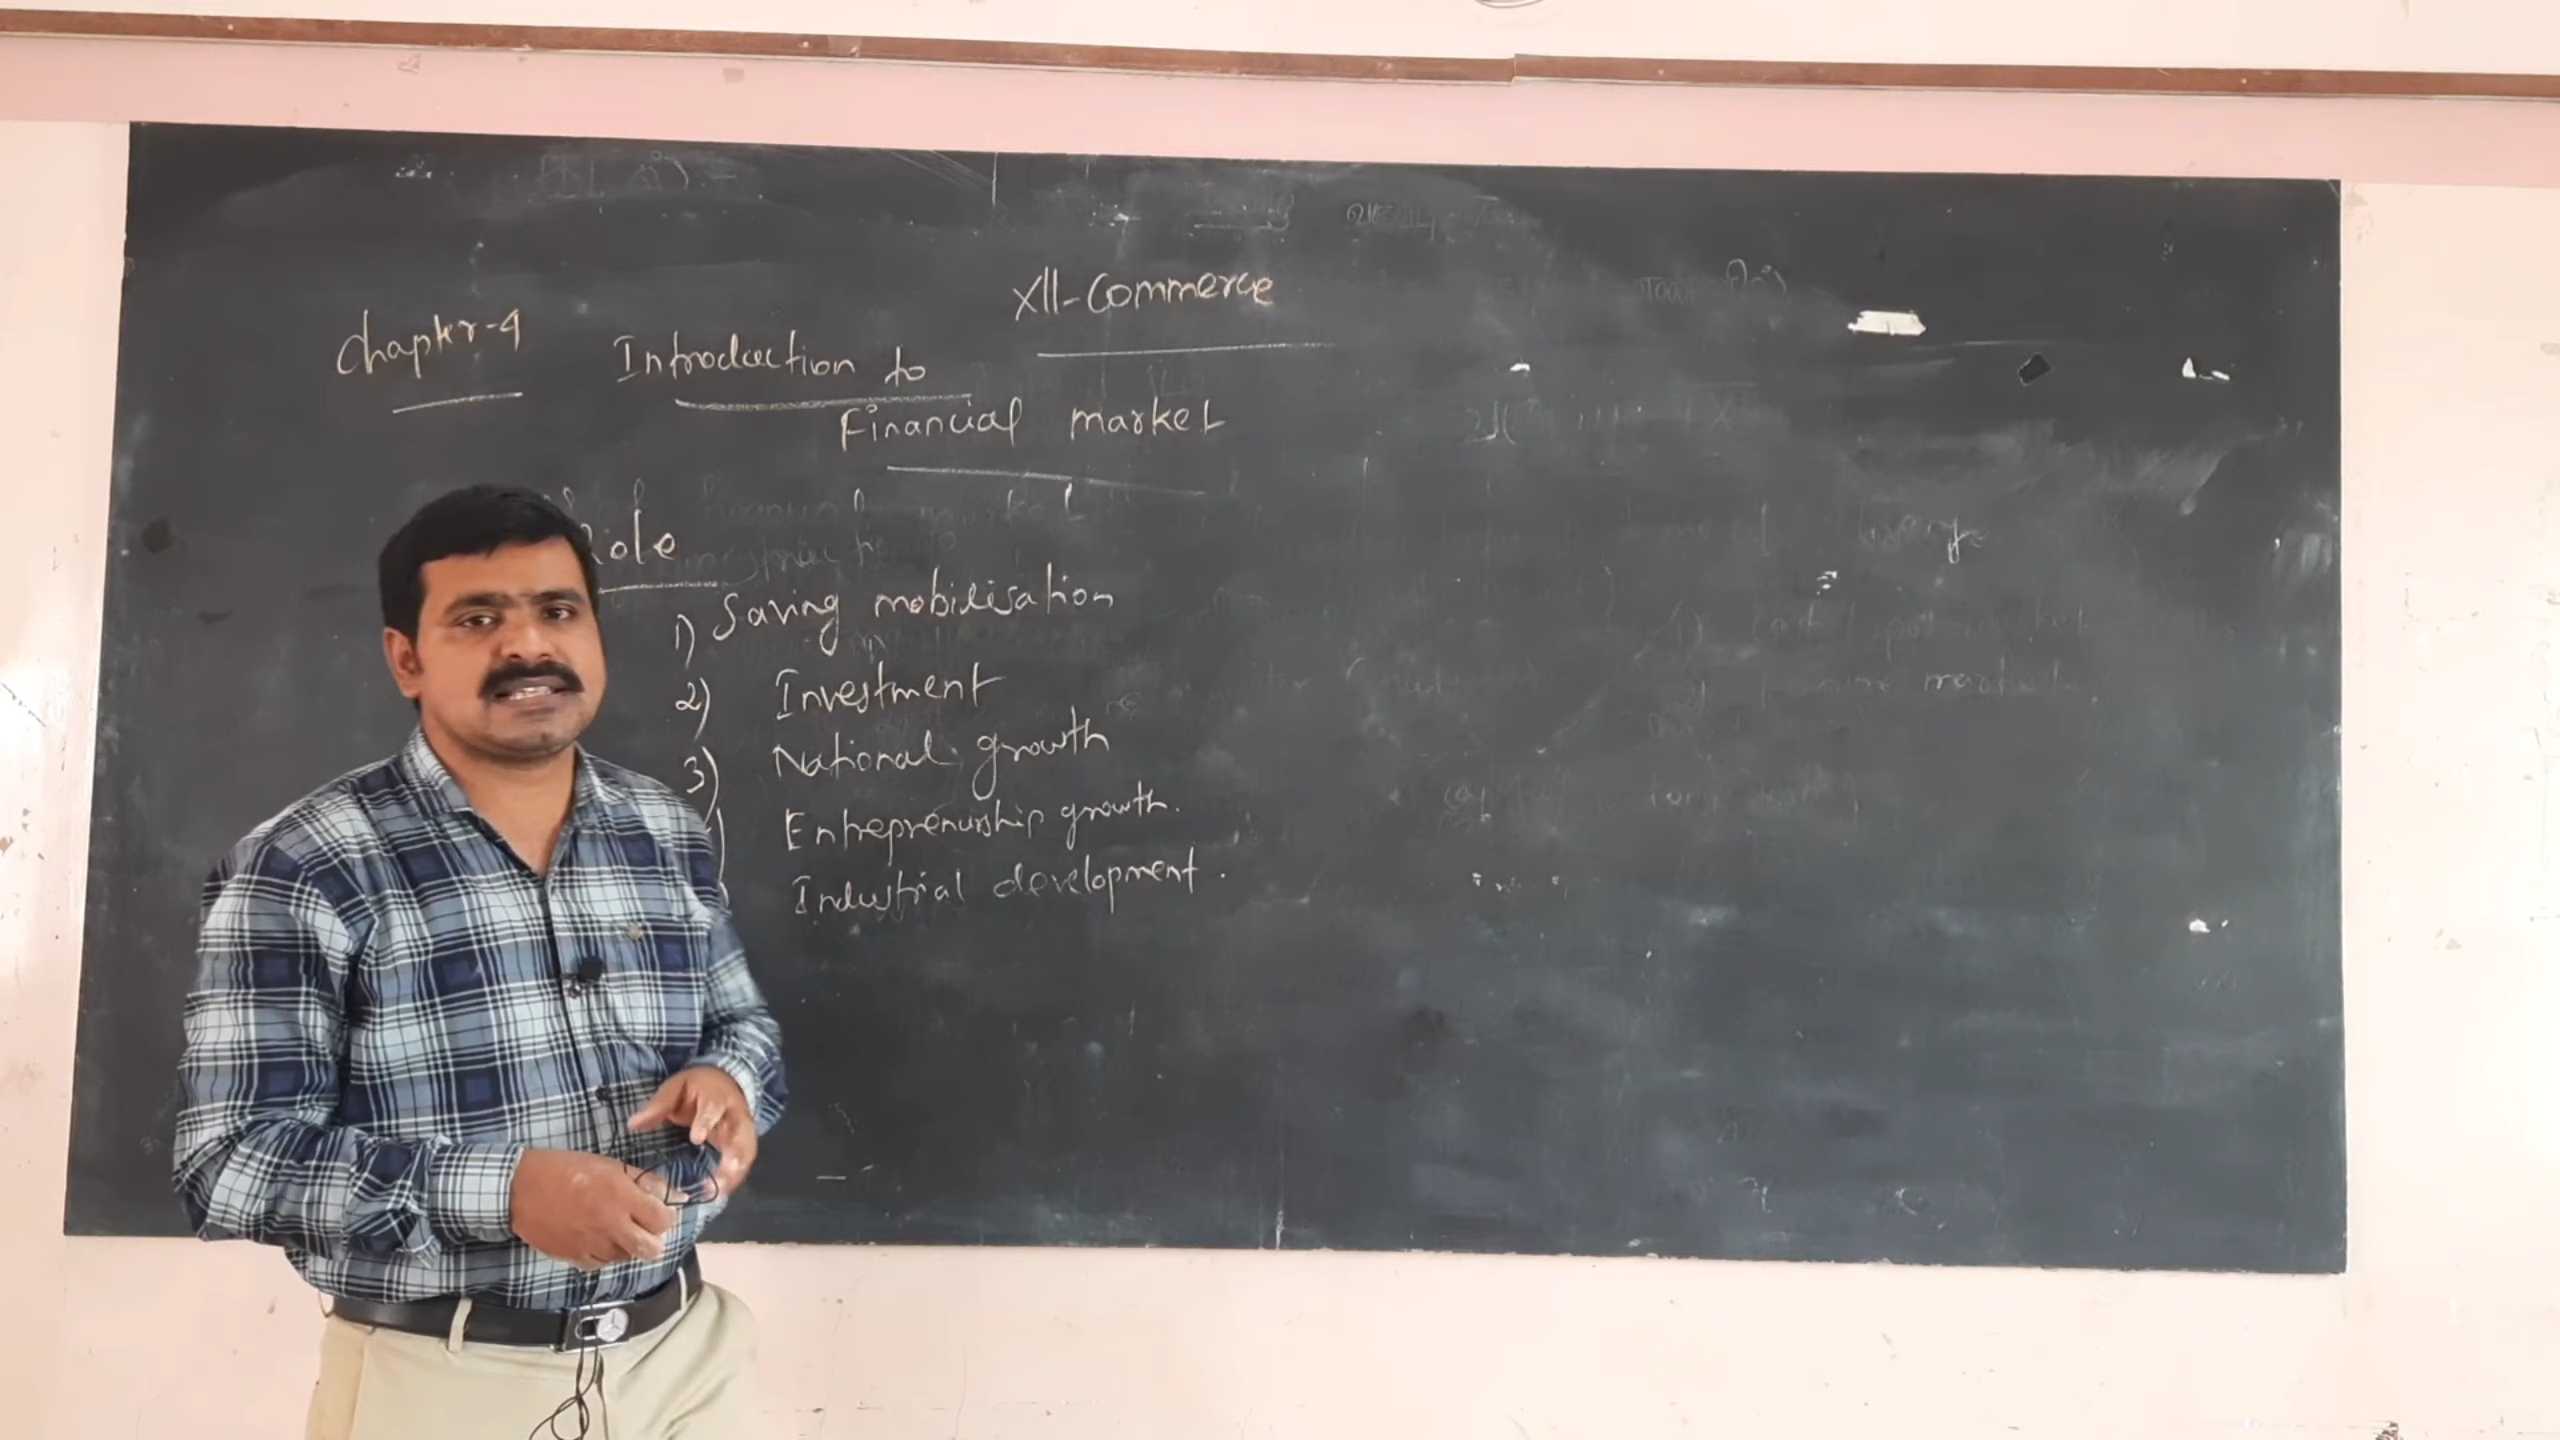 XII-Commerce
Chapter-4 Introduction to
Financial market
Role
1) Saving mobilisation
2) Investment
3) National growth
Entreprenurship growth.
Industrial development.